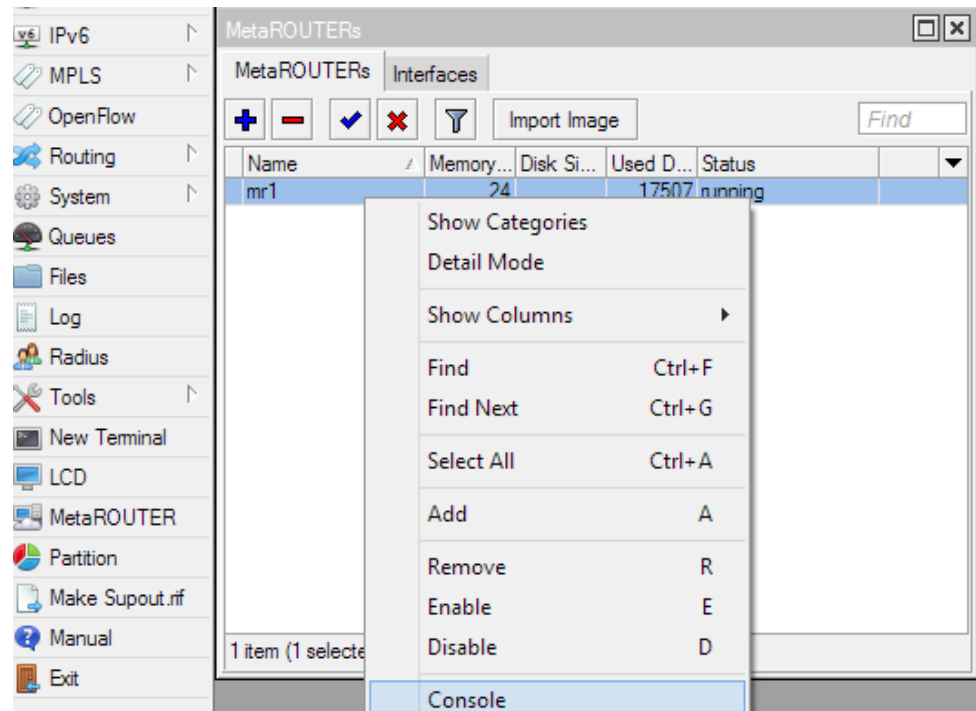 IPv6
MPLS
OpenFlow
Routing
System
Queues
Files
Log
Radius
Tools
New Terminal
LCD
MetaROUTER
Partition
Make Supout.rif
Manual
Exit
MetaROUTERs
MetaROUTERs Interfaces
Import Image Find
Name Memory... Disk Si... Used D... Status
mr1 24 17507 running
Show Categories
Detail Mode
Show Columns
Find Ctrl+F
Find Next Ctrl+G
Select All Ctrl+A
Add A
Remove R
Enable E
Disable D
Console
1 item (1 selecte